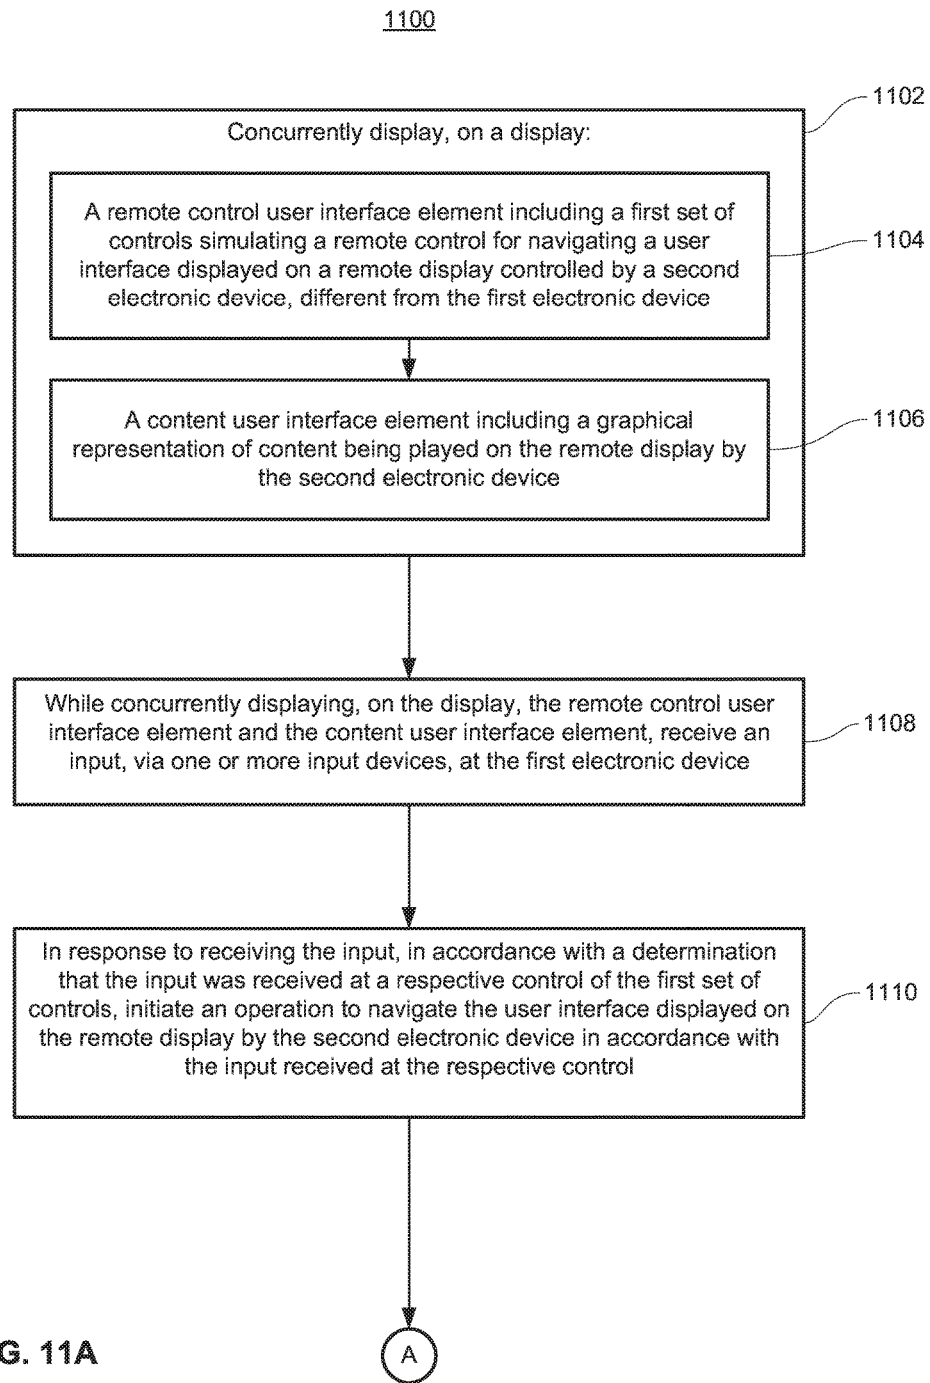 1100
1102
Concurrently display, on a display:
A remote control user interface element including a first set of
controls simulating a remote control for navigating a user
interface displayed on a remote display controlled by a second
electronic device, different from the first electronic device
1104
A content user interface element including a graphical
representation of content being played on the remote display by
the second electronic device
1106
While concurrently displaying, on the display, the remote control user
interface element and the content user interface element, receive an
input, via one or more input devices, at the first electronic device
1108
In response to receiving the input, in accordance with a determination
that the input was received at a respective control of the first set of
controls, initiate an operation to navigate the user interface displayed on
the remote display by the second electronic device in accordance with
the input received at the respective control
1110
G. 11A
A